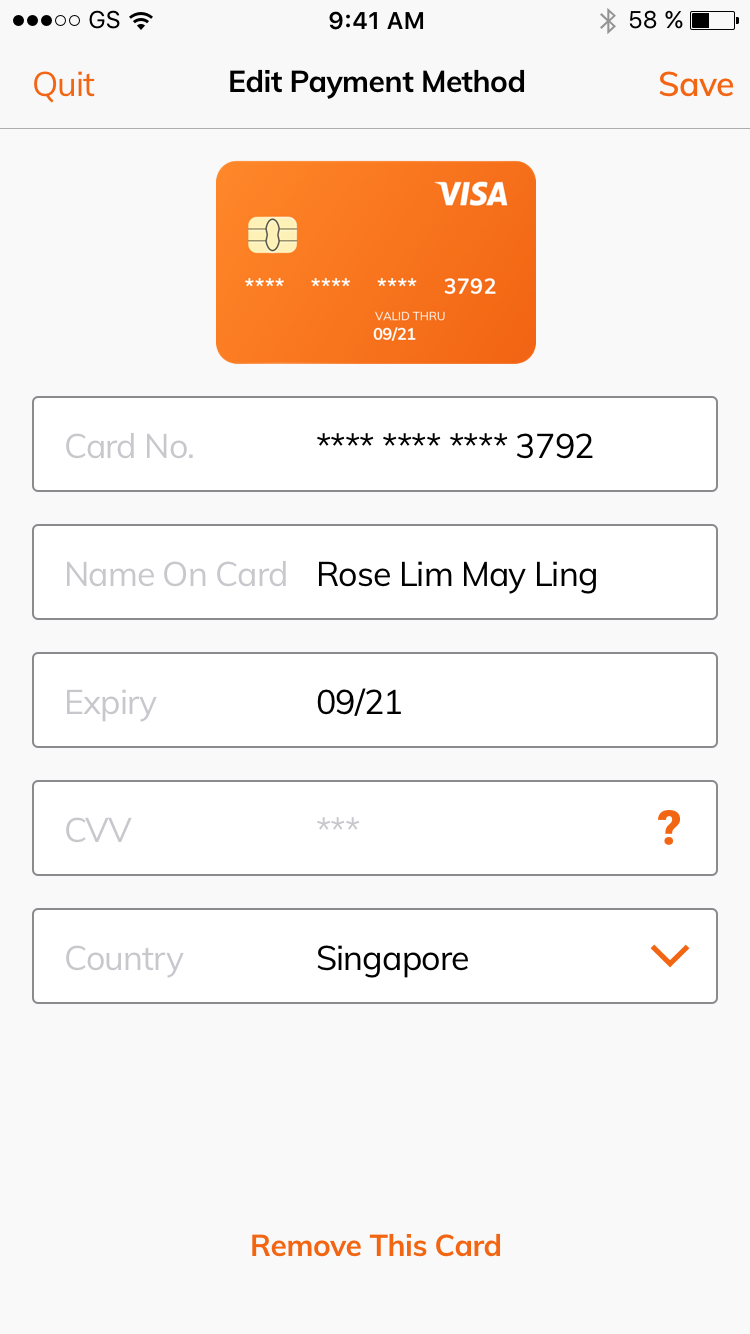 GS 9:41 AM 58 %
Quit Edit Payment Method Save
VISA
**** **** **** 3792
VALID THRU
09/21
Card No. **** **** **** 3792
Name On Card Rose Lim May Ling
Expiry 09/21
CVV *** ?
Country Singapore
Remove This Card